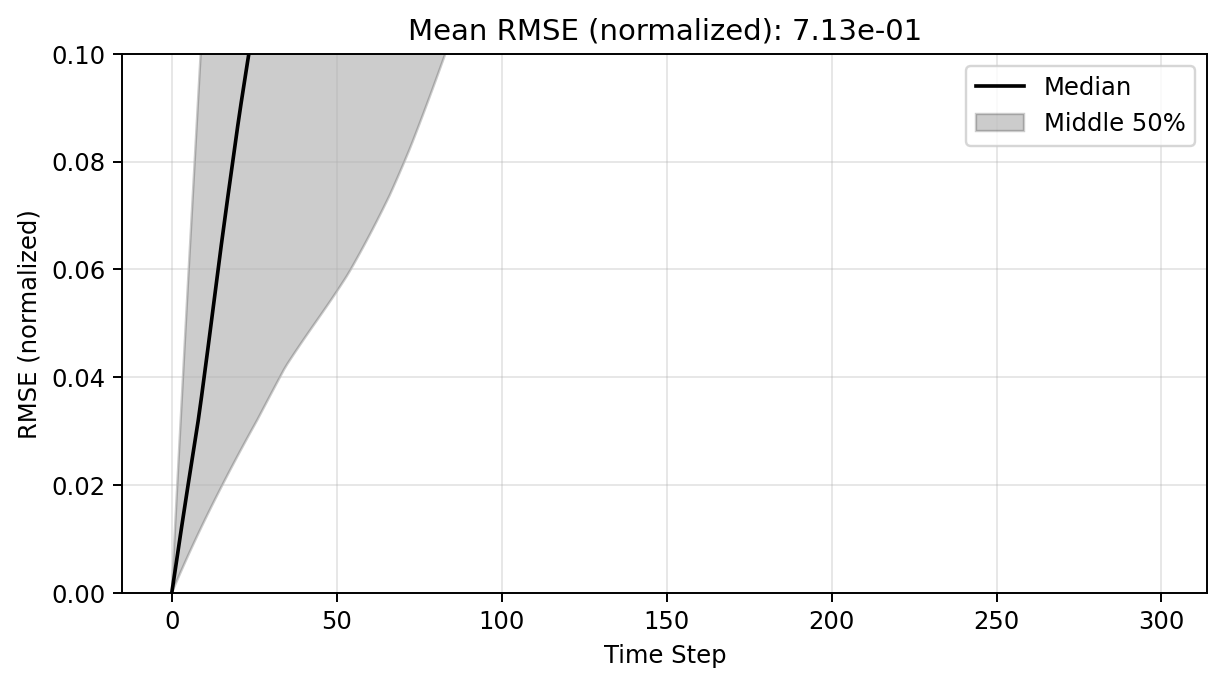 Mean RMSE (normalized): 7.13e-01
RMSE (normalized)
0.10
0.08
0.06
0.04
0.02
0.00
Median
Middle 50%
0 50 100 150 200 250 300
Time Step